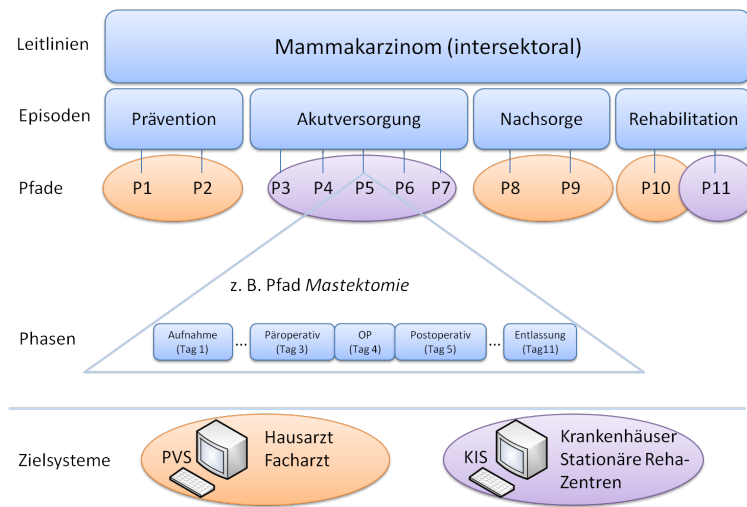 Leitlinien
Mammakarzinom (intersektoral)
Episoden
Prävention
Akutversorgung
Nachsorge
Rehabilitation
Pfade
P1
P2
P3
P4
P5
P6
P7
P8
P9
P10
P11
z. B. Pfad Mastektomie
Phasen
Aufnahme
(Tag 1)
...
Päroperativ
(Tag 3)
OP
(Tag 4)
Postoperativ
(Tag 5)
...
Entlassung
(Tag11)
Zielsysteme
PVS
Hausarzt
Facharzt
KIS
Krankenhäuser
Stationäre Reha-
Zentren